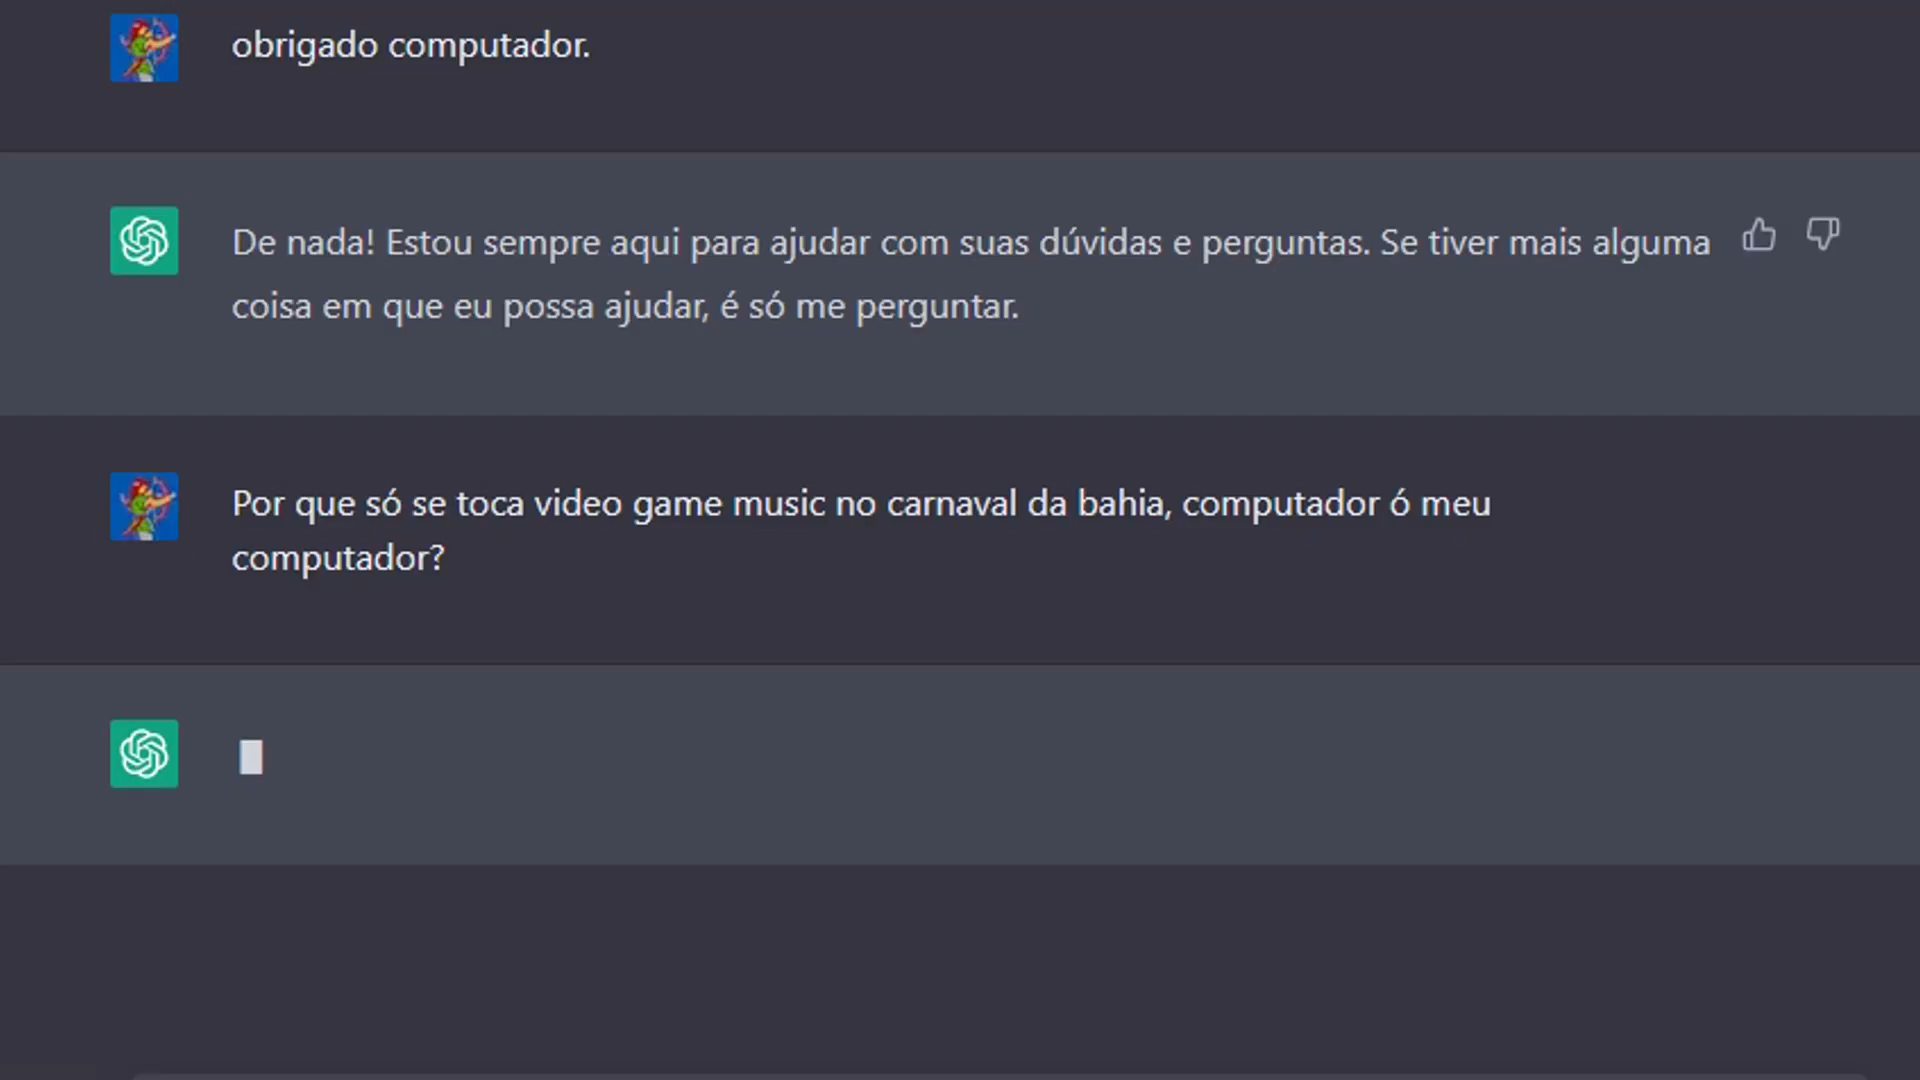 obrigado computador.
De nada! Estou sempre aqui para ajudar com suas dúvidas e perguntas. Se tiver mais alguma
coisa em que eu possa ajudar, é só me perguntar.
Por que só se toca video game music no carnaval da bahia, computador ó meu
computador?